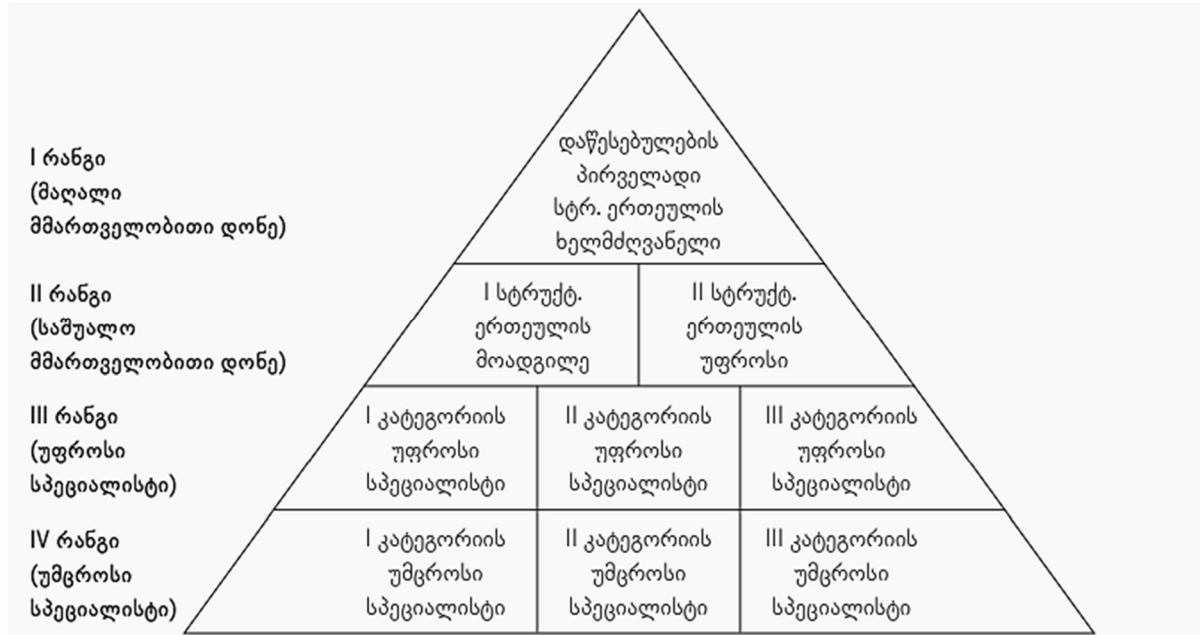 I რანგი
(მაღალი
მმართველობითი დონე)
დაწესებულების
პირველადი
სტრ. ერთეულის
ხელმძღვანელი
II რანგი
(საშუალო
მმართველობითი დონე)
I სტრუქტ.
ერთეულის
მოადგილე
II სტრუქტ.
ერთეულის
უფროსი
III რანგი
(უფროსი
სპეციალისტი)
I კატეგორიის
უფროსი
სპეციალისტი
II კატეგორიის
უფროსი
სპეციალისტი
III კატეგორიის
უფროსი
სპეციალისტი
IV რანგი
(უმცროსი
სპეციალისტი)
I კატეგორიის
უმცროსი
სპეციალისტი
II კატეგორიის
უმცროსი
სპეციალისტი
III კატეგორიის
უმცროსი
სპეციალისტი